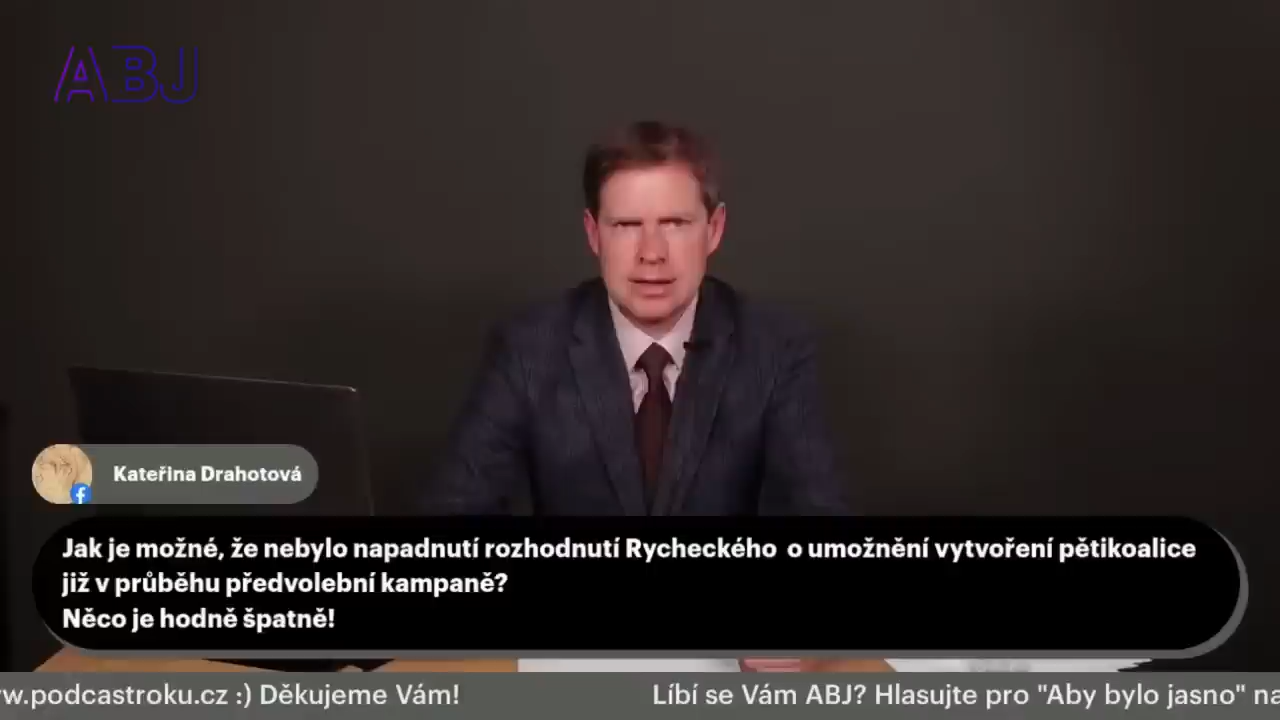 ABJ
Kateřina Drahotová
Jak je možné, že nebylo napadnutí rozhodnutí Rycheckého o umožnění vytvoření pětikoalice
již v průběhu předvolební kampaně?
Něco je hodně špatně!
w.podcastroku.cz :) Děkujeme Vám! Líbí se Vám ABJ? Hlasujte pro "Aby bylo jasno" na